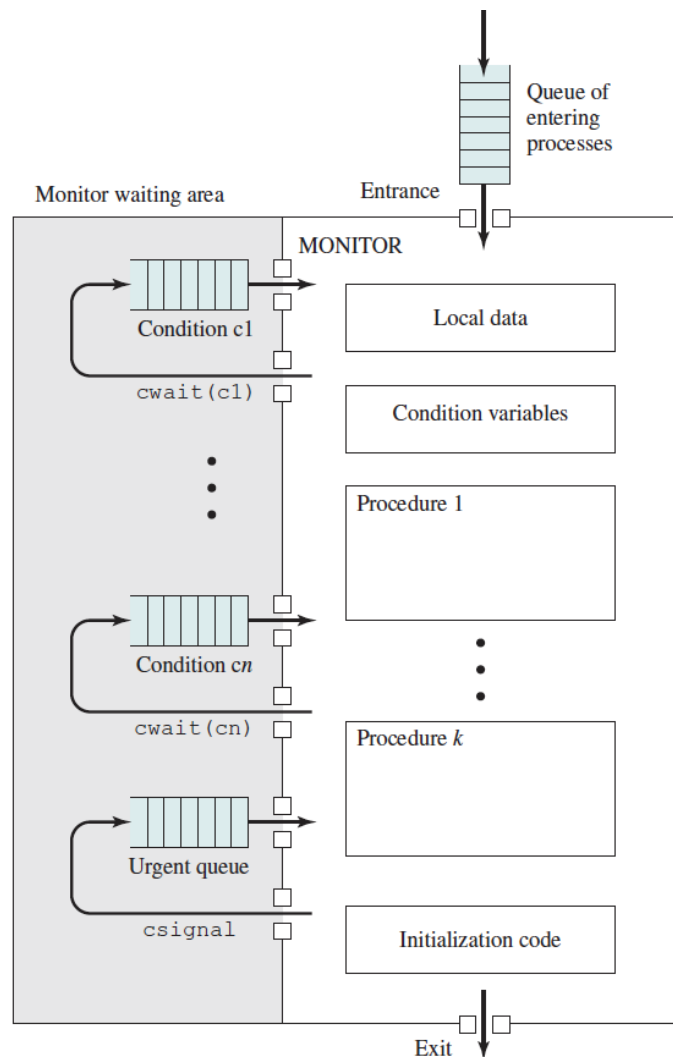 Queue of
entering
processes
Monitor waiting area
Entrance
MONITOR
Condition c1
cwait(c1)
Local data
Condition variables
Procedure 1
Condition cn
cwait(cn)
Procedure k
Urgent queue
csignal
Initialization code
Exit